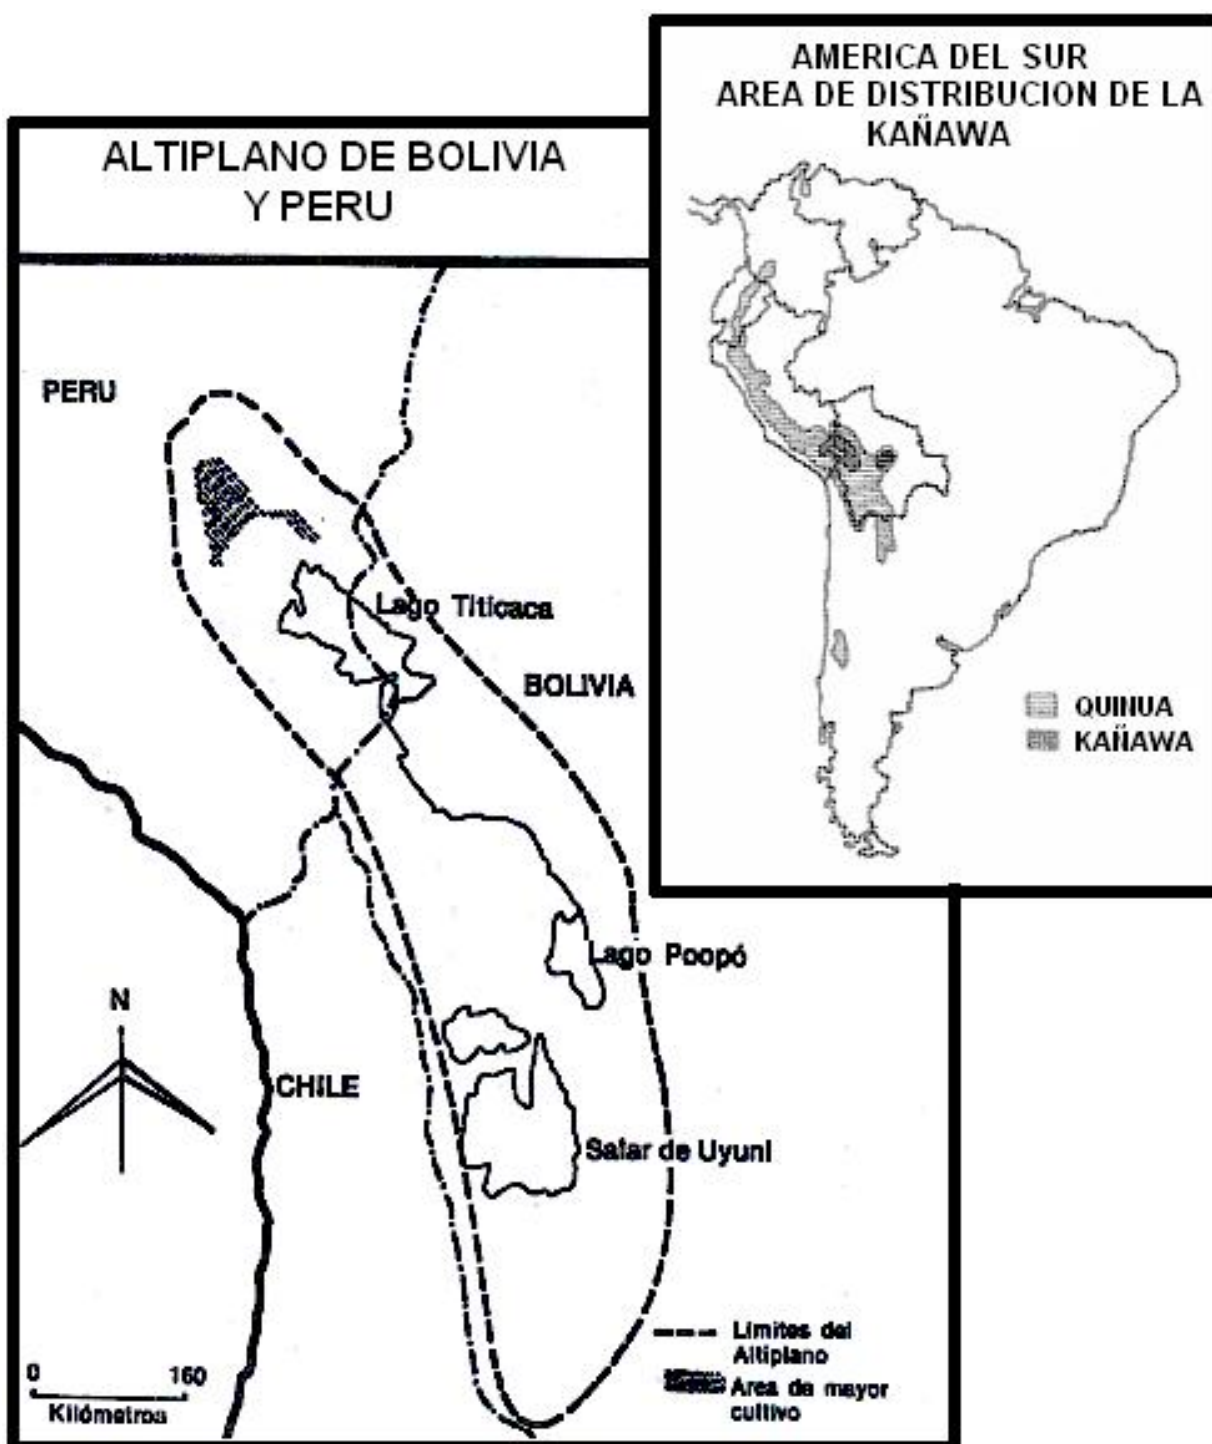 AMERICA DEL SUR
AREA DE DISTRIBUCION DE LA
KAÑAWA
QUINUA
KAÑAWA
ALTIPLANO DE BOLIVIA
Y PERU
PERU
Lago Titicaca
BOLIVIA
Lago Poopó
N
CHILE
Salar de Uyuni
Limites del
Altiplano
Area de mayor
cultivo
0 160
Kilómetros